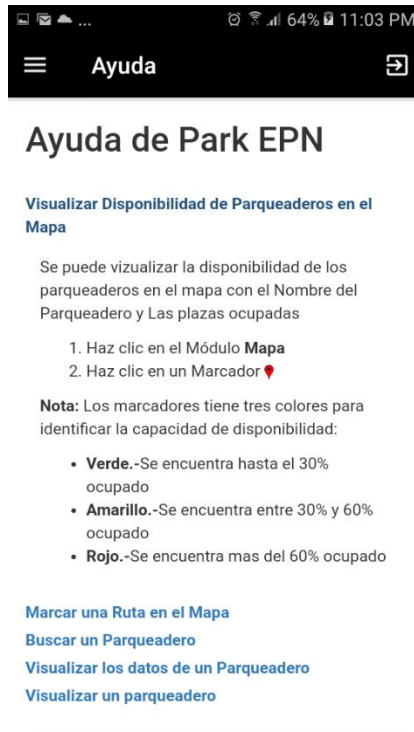 ... 64% 11:03 PM
Ayuda
Ayuda de Park EPN
Visualizar Disponibilidad de Parqueaderos en el
Mapa
Se puede vizualizar la disponibilidad de los
parqueaderos en el mapa con el Nombre del
Parqueadero y Las plazas ocupadas
1. Haz clic en el Módulo Mapa
2. Haz clic en un Marcador
Nota: Los marcadores tiene tres colores para
identificar la capacidad de disponibilidad:
• Verde.-Se encuentra hasta el 30%
ocupado
• Amarillo.-Se encuentra entre 30% y 60%
ocupado
• Rojo.-Se encuentra mas del 60% ocupado
Marcar una Ruta en el Mapa
Buscar un Parqueadero
Visualizar los datos de un Parqueadero
Visualizar un parqueadero